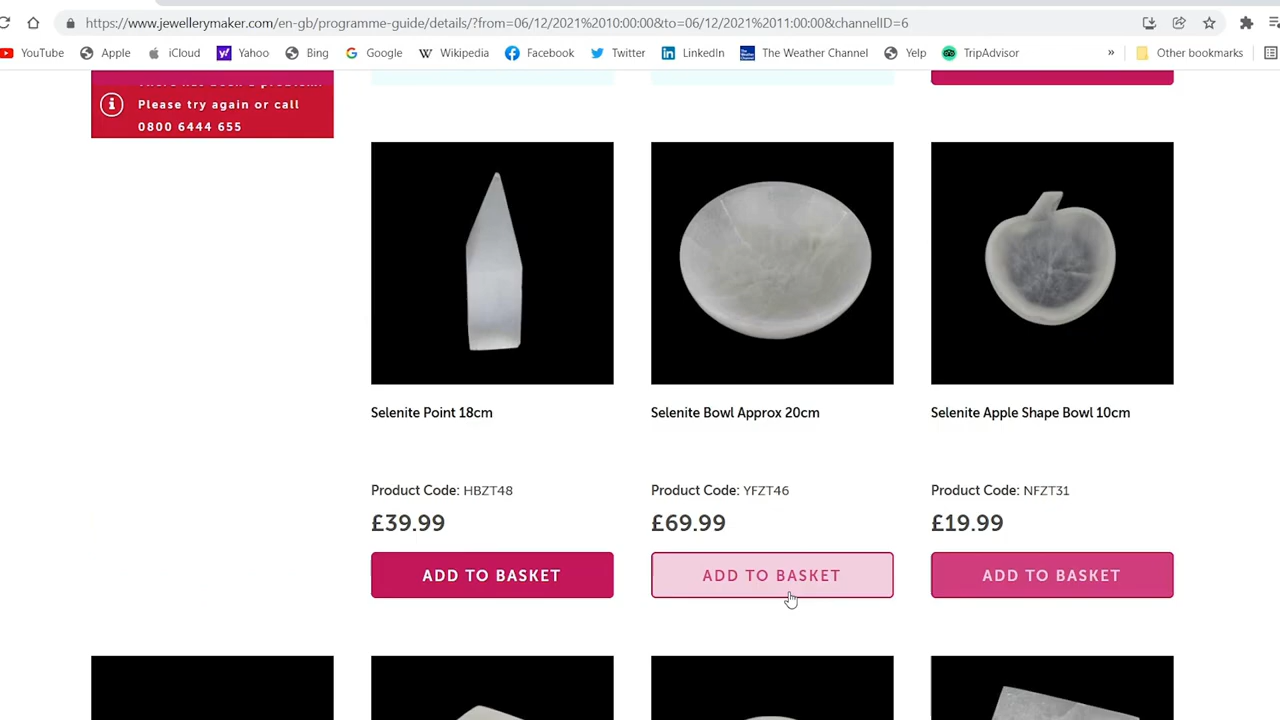 https://www.jewellerymaker.com/en-gb/programme-guide/details/?from=06/12/2021%2010:00:00&to=06/12/2021%2011:00:00&channelID=6
YouTube Apple iCloud Yahoo Bing Google Wikipedia Facebook Twitter LinkedIn The Weather Channel Yelp TripAdvisor » Other bookmarks
Please try again or call
0800 6444 655
Selenite Point 18cm
Product Code: HBZT48
£39.99
ADD TO BASKET
Selenite Bowl Approx 20cm
Product Code: YFZT46
£69.99
ADD TO BASKET
Selenite Apple Shape Bowl 10cm
Product Code: NFZT31
£19.99
ADD TO BASKET